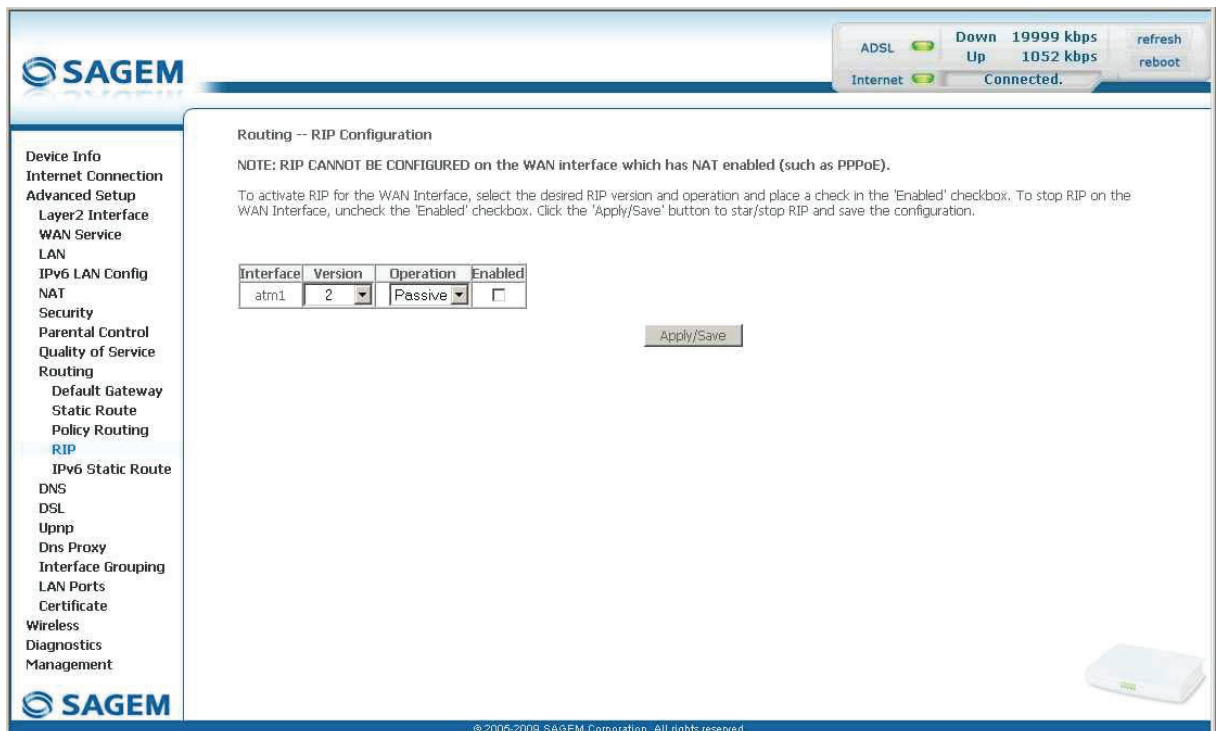 SAGEM
ADSL
Down 19999 kbps
Up 1052 kbps
Internet
Connected.
refresh
reboot
Device Info
Internet Connection
Advanced Setup
Layer2 Interface
WAN Service
LAN
IPv6 LAN Config
NAT
Security
Parental Control
Quality of Service
Routing
Default Gateway
Static Route
Policy Routing
RIP
IPv6 Static Route
DNS
DSL
Upnp
Dns Proxy
Interface Grouping
LAN Ports
Certificate
Wireless
Diagnostics
Management
SAGEM
Routing -- RIP Configuration
NOTE: RIP CANNOT BE CONFIGURED on the WAN interface which has NAT enabled (such as PPPoE).
To activate RIP for the WAN Interface, select the desired RIP version and operation and place a check in the 'Enabled' checkbox. To stop RIP on the
WAN Interface, uncheck the 'Enabled' checkbox. Click the 'Apply/Save' button to star/stop RIP and save the configuration.
Interface Version Operation Enabled
atm1 2 Passive
Apply/Save
© 2005-2009 SAGEM Corporation. All rights reserved.